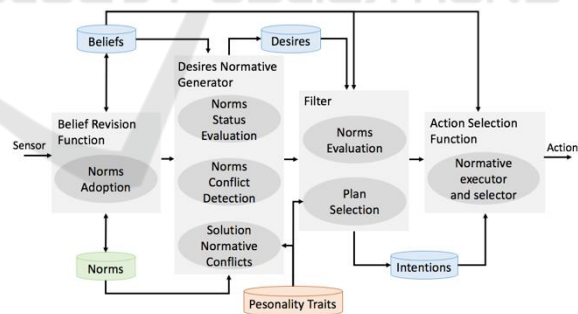 Beliefs
Desires
Desires Normative
Generator
Norms
Status
Evaluation
Filter
Belief Revision
Function
Action Selection
Function
Sensor
Norms
Adoption
Norms
Conflict
Detection
Norms
Evaluation
Normative
executor
and selector
Action
Plan
Selection
Solution
Normative
Conflicts
Norms
Intentions
Pesonality Traits